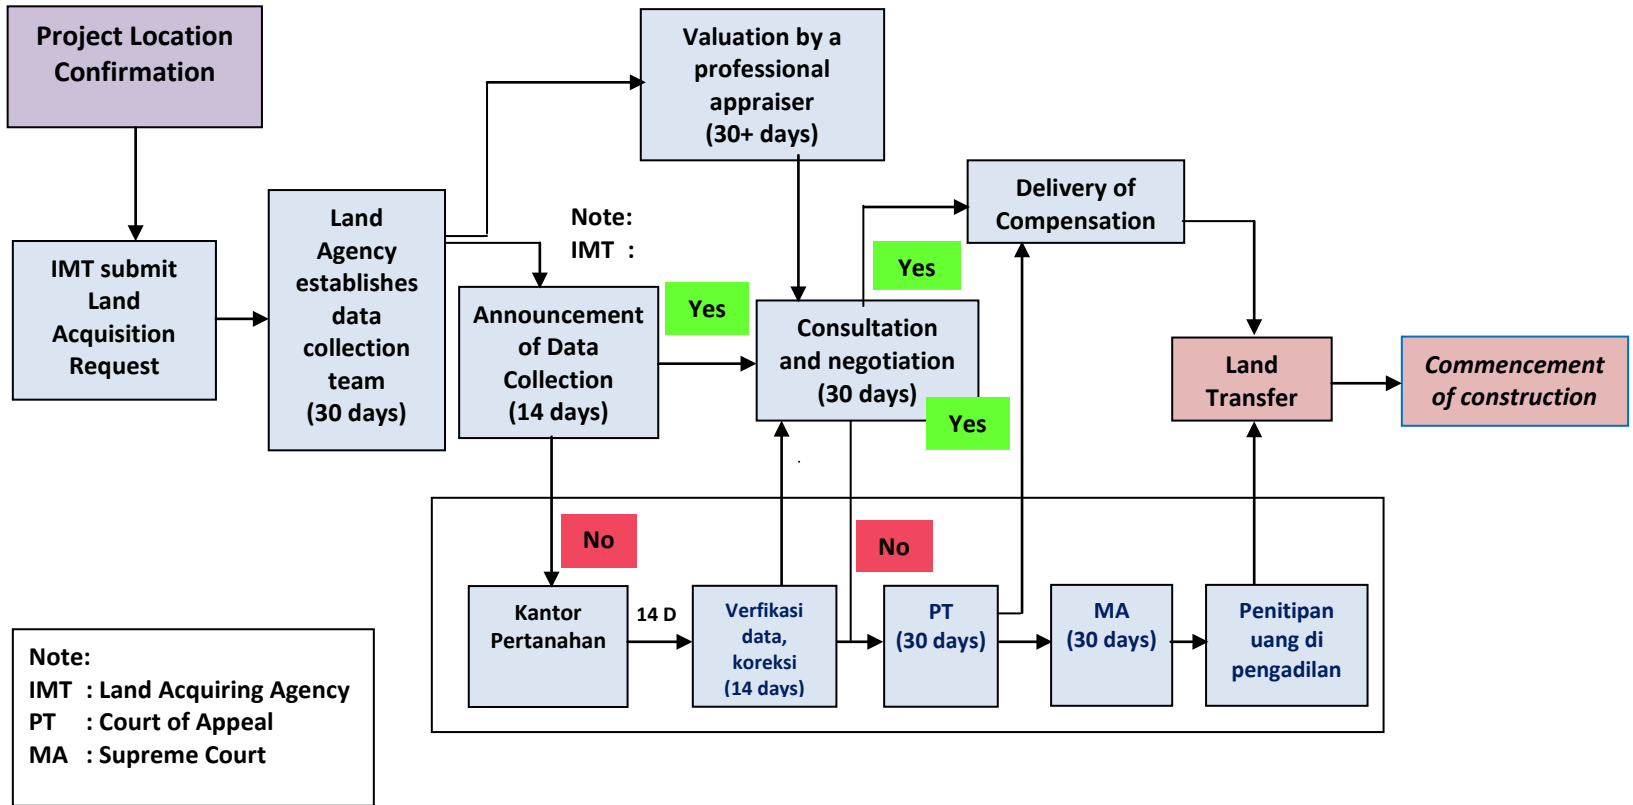 Project Location
Confirmation
Valuation by a
professional
appraiser
(30+ days)
Delivery of
Compensation
Land
Agency
establishes
data
collection
team
(30 days)
Note:
IMT :
IMT submit
Land
Acquisition
Request
Yes
Yes
Announcement
of Data
Collection
(14 days)
Consultation
and negotiation
(30 days)
Yes
Land
Transfer
Commencement
of construction
No
No
Kantor
Pertanahan
14 D
Verfikasi
data,
koreksi
(14 days)
PT
(30 days)
MA
(30 days)
Penitipan
uang di
pengadilan
Note:
IMT : Land Acquiring Agency
PT : Court of Appeal
MA : Supreme Court